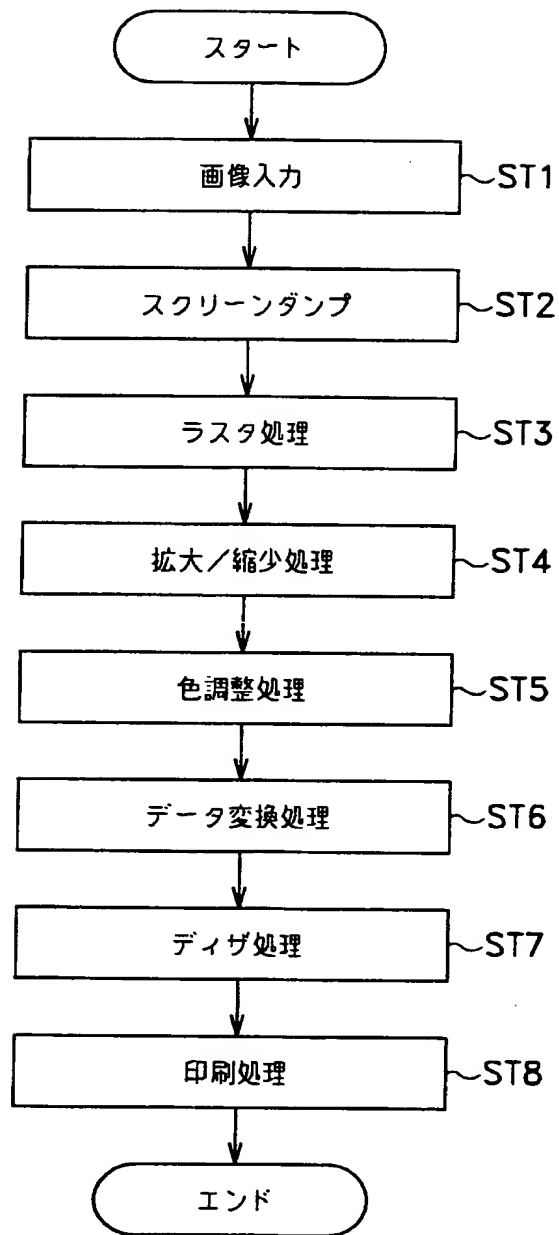 スタート
画像入力 ST1
スクリーンダンプ ST2
ラスタ処理 ST3
拡大/縮少処理 ST4
色調整処理 ST5
データ変換処理 ST6
ディザ処理 ST7
印刷処理 ST8
エンド